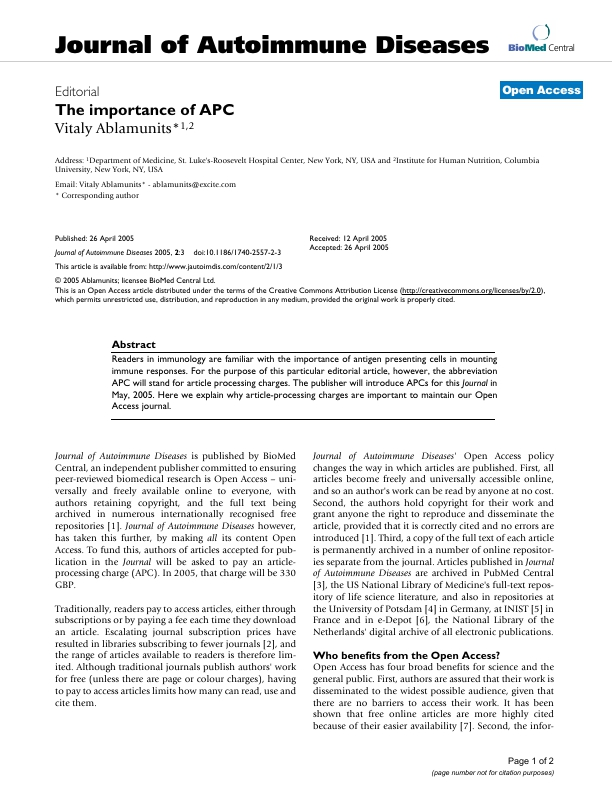 Journal of Autoimmune Diseases
BioMed Central
Open Access
Editorial
The importance of APC
Vitaly Ablamunits*1,2
Address: 1Department of Medicine, St. Luke's-Roosevelt Hospital Center, New York, NY, USA and 2Institute for Human Nutrition, Columbia
University, New York, NY, USA
Email: Vitaly Ablamunits* - ablamunits@excite.com
* Corresponding author
Published: 26 April 2005
Journal of Autoimmune Diseases 2005, 2:3 doi:10.1186/1740-2557-2-3
This article is available from: http://www.jautoimdis.com/content/2/1/3
Received: 12 April 2005
Accepted: 26 April 2005
© 2005 Ablamunits; licensee BioMed Central Ltd.
This is an Open Access article distributed under the terms of the Creative Commons Attribution License (http://creativecommons.org/licenses/by/2.0),
which permits unrestricted use, distribution, and reproduction in any medium, provided the original work is properly cited.
Abstract
Readers in immunology are familiar with the importance of antigen presenting cells in mounting
immune responses. For the purpose of this particular editorial article, however, the abbreviation
APC will stand for article processing charges. The publisher will introduce APCs for this Journal in
May, 2005. Here we explain why article-processing charges are important to maintain our Open
Access journal.
Journal of Autoimmune Diseases is published by BioMed
Central, an independent publisher committed to ensuring
peer-reviewed biomedical research is Open Access – uni-
versally and freely available online to everyone, with
authors retaining copyright, and the full text being
archived in numerous internationally recognised free
repositories [1]. Journal of Autoimmune Diseases however,
has taken this further, by making all its content Open
Access. To fund this, authors of articles accepted for pub-
lication in the Journal will be asked to pay an article-
processing charge (APC). In 2005, that charge will be 330
GBP.
Traditionally, readers pay to access articles, either through
subscriptions or by paying a fee each time they download
an article. Escalating journal subscription prices have
resulted in libraries subscribing to fewer journals [2], and
the range of articles available to readers is therefore lim-
ited. Although traditional journals publish authors' work
for free (unless there are page or colour charges), having
to pay to access articles limits how many can read, use and
cite them.
Journal of Autoimmune Diseases' Open Access policy
changes the way in which articles are published. First, all
articles become freely and universally accessible online,
and so an author's work can be read by anyone at no cost.
Second, the authors hold copyright for their work and
grant anyone the right to reproduce and disseminate the
article, provided that it is correctly cited and no errors are
introduced [1]. Third, a copy of the full text of each article
is permanently archived in a number of online repositor-
ies separate from the journal. Articles published in Journal
of Autoimmune Diseases are archived in PubMed Central
[3], the US National Library of Medicine's full-text repos-
itory of life science literature, and also in repositories at
the University of Potsdam [4] in Germany, at INIST [5] in
France and in e-Depot [6], the National Library of the
Netherlands' digital archive of all electronic publications.
Who benefits from the Open Access?
Open Access has four broad benefits for science and the
general public. First, authors are assured that their work is
disseminated to the widest possible audience, given that
there are no barriers to access their work. It has been
shown that free online articles are more highly cited
because of their easier availability [7]. Second, the infor-
Page 1 of 2
(page number not for citation purposes)